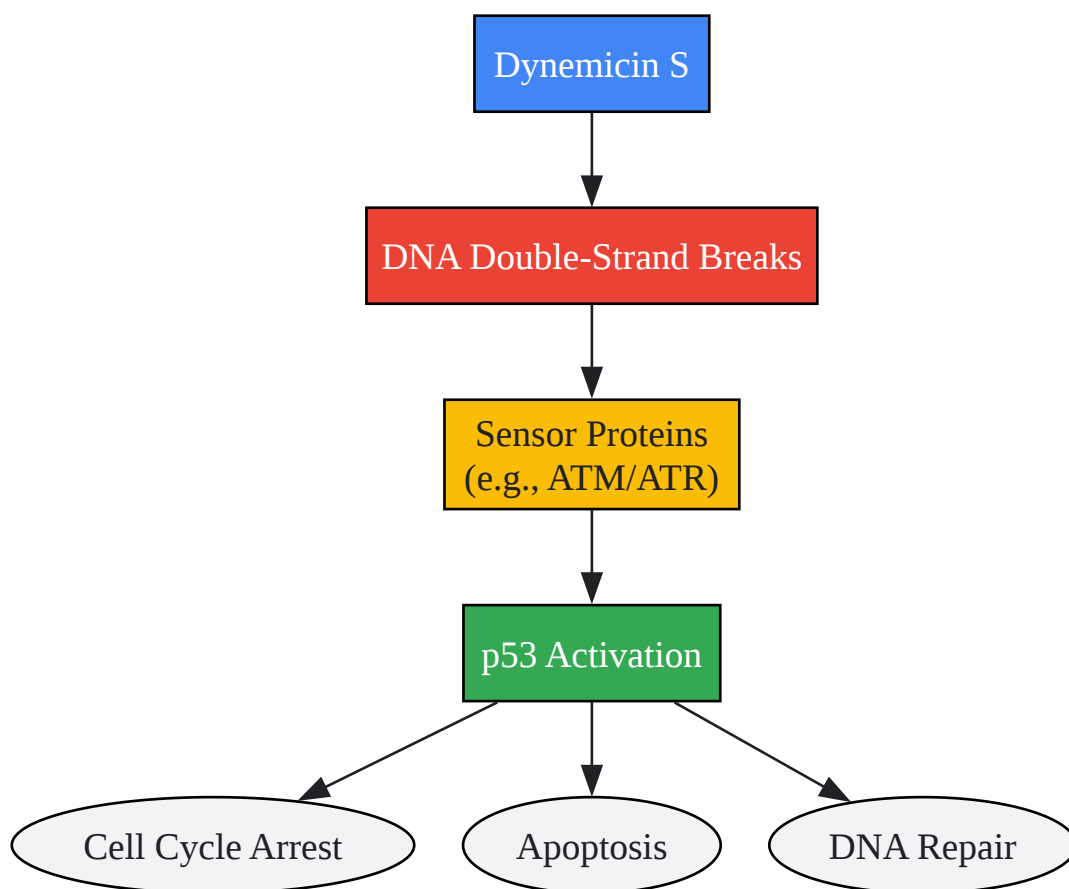 Dynemicin S
DNA Double-Strand Breaks
Sensor Proteins
(e.g., ATM/ATR)
p53 Activation
Cell Cycle Arrest
Apoptosis
DNA Repair